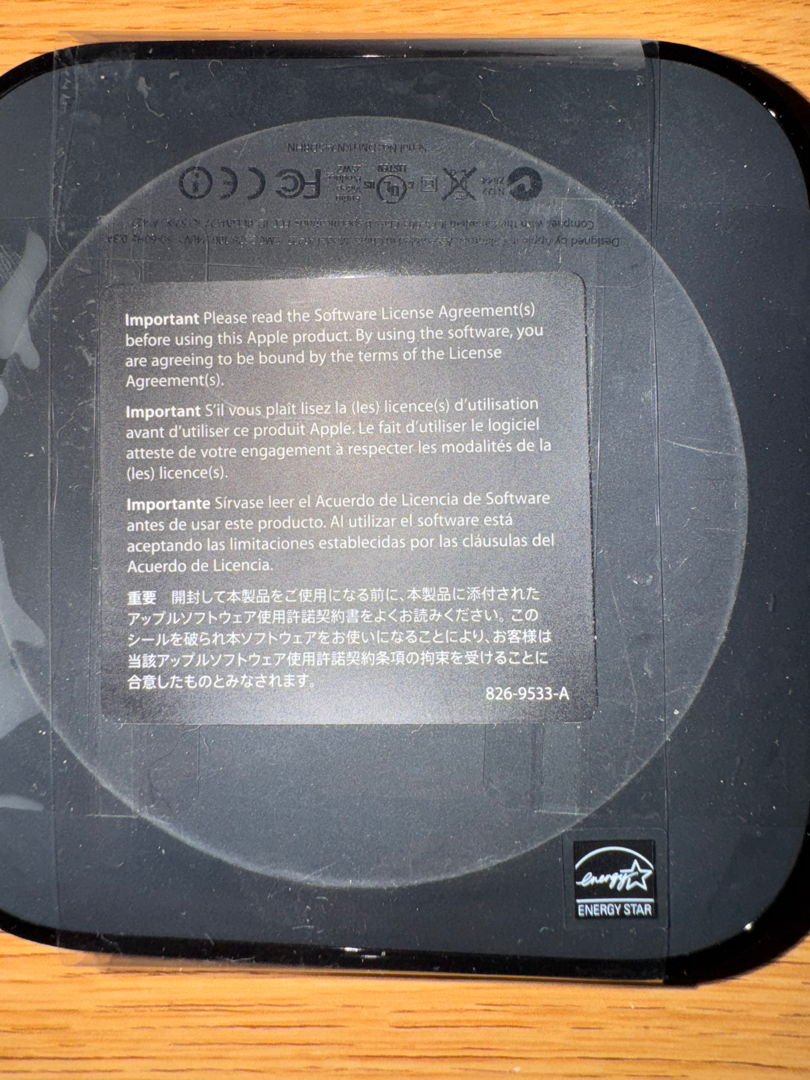 Important Please read the Software License Agreement(s)
before using this Apple product. By using the software, you
are agreeing to be bound by the terms of the License
Agreement(s).
Important S'il vous plait lisez la (les) licence(s) d'utilisation
avant d'utiliser ce produit Apple. Le fait d'utiliser le logiciel
atteste de votre engagement à respecter les modalités de la
(les) licence(s).
Importante Sírvase leer el Acuerdo de Licencia de Software
antes de usar este producto. Al utilizar el software está
aceptando las limitaciones establecidas por las cláusulas del
Acuerdo de Licencia.
重要 開封して本製品をご使用になる前に、本製品に添付された
アップルソフトウェア使用許諾契約書をよくお読みください。この
シールを破られ本ソフトウェアをお使いになることにより、お客様は
当該アップルソフトウェア使用許諾契約条項の拘束を受けることに
合意したものとみなされます。
826-9533-A
energy
ENERGY STAR
Designed by Apple in California